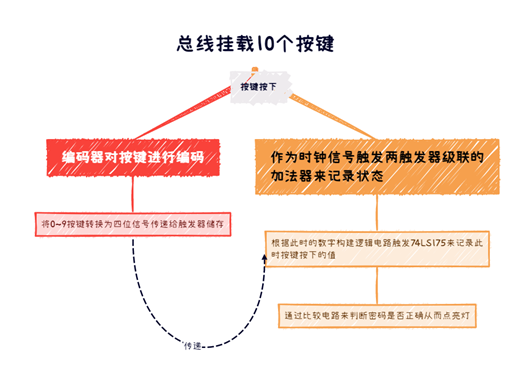 总线挂载10个按键
按键按下
编码器对按键进行编码
作为时钟信号触发两触发器级联的
加法器来记录状态
将0~9按键转换为四位信号传递给触发器储存
根据此时的数字构建逻辑电路触发74LS175来记录此
时按键按下的值
通过比较电路来判断密码是否正确从而点亮灯
传递